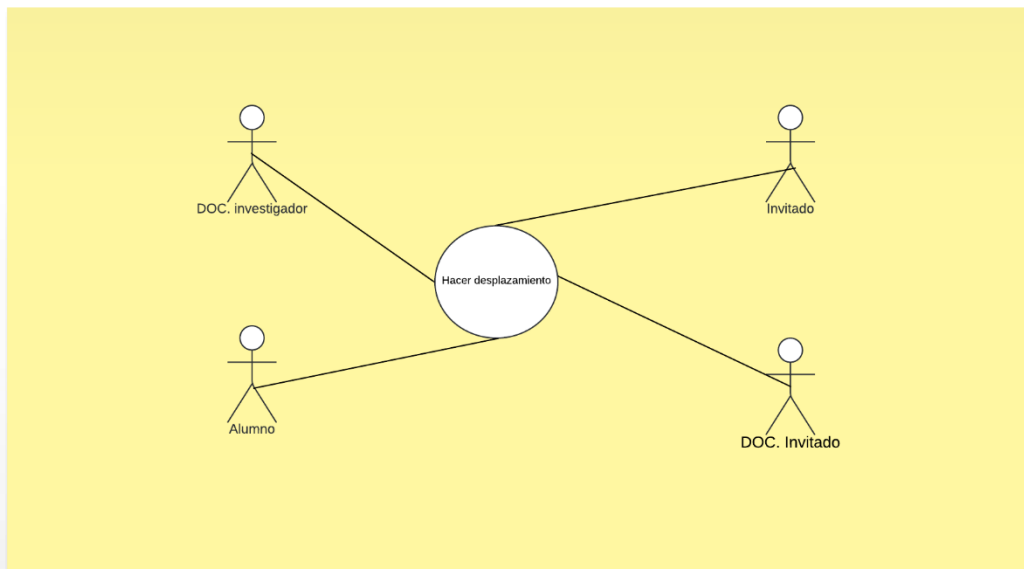 DOC. investigador
Invitado
Hacer desplazamiento
Alumno
DOC. Invitado